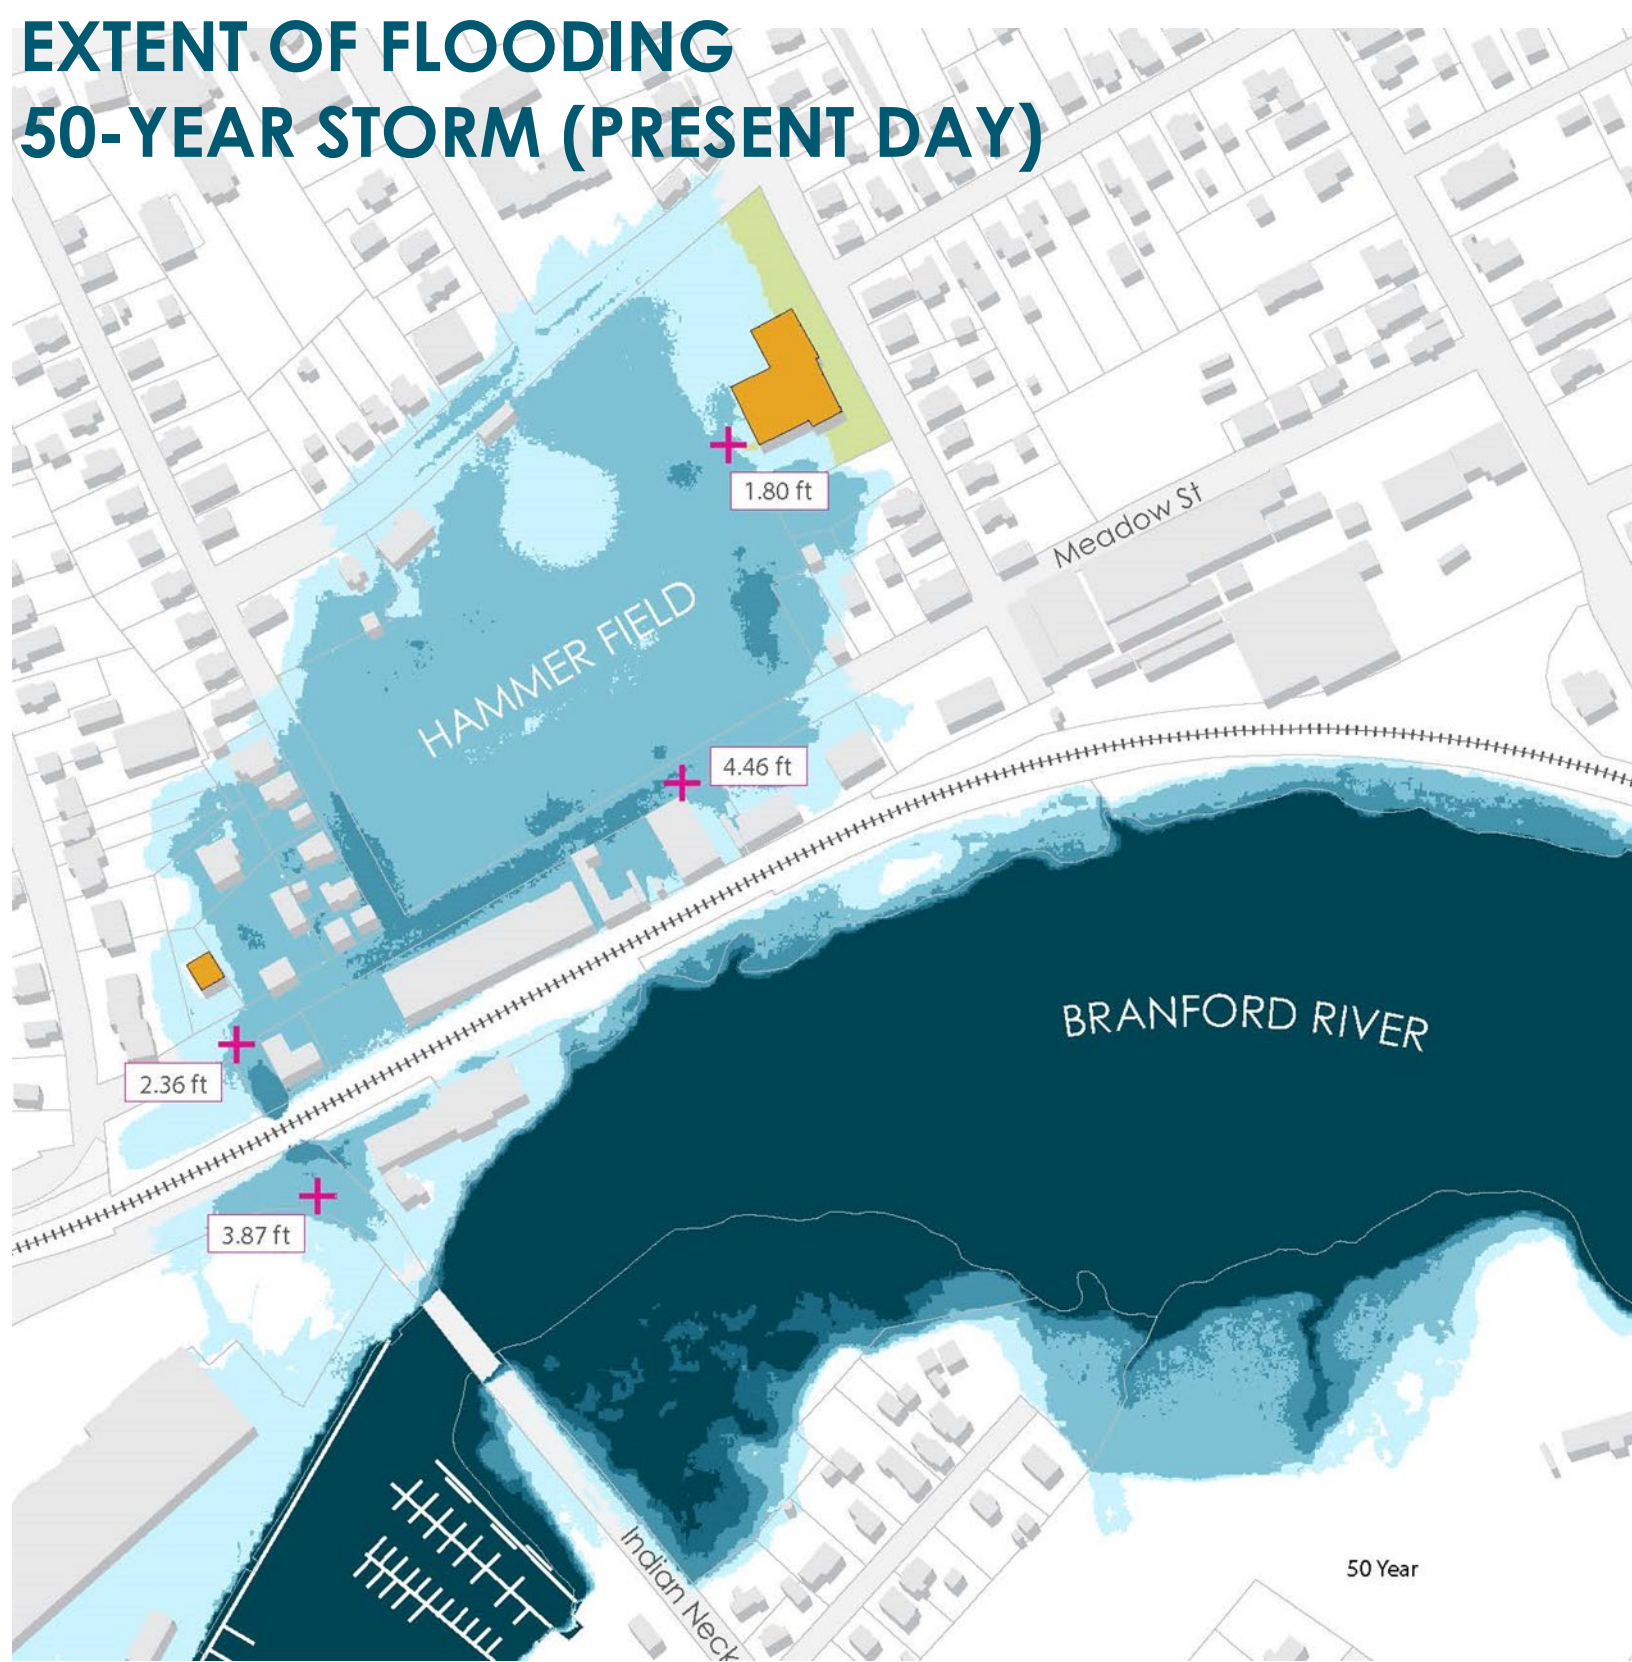 EXTENT OF FLOODING
50-YEAR STORM (PRESENT DAY)
1.80 ft
Meadow St
HAMMER FIELD
4.46 ft
BRANFORD RIVER
2.36 ft
3.87 ft
Indian Neck
50 Year